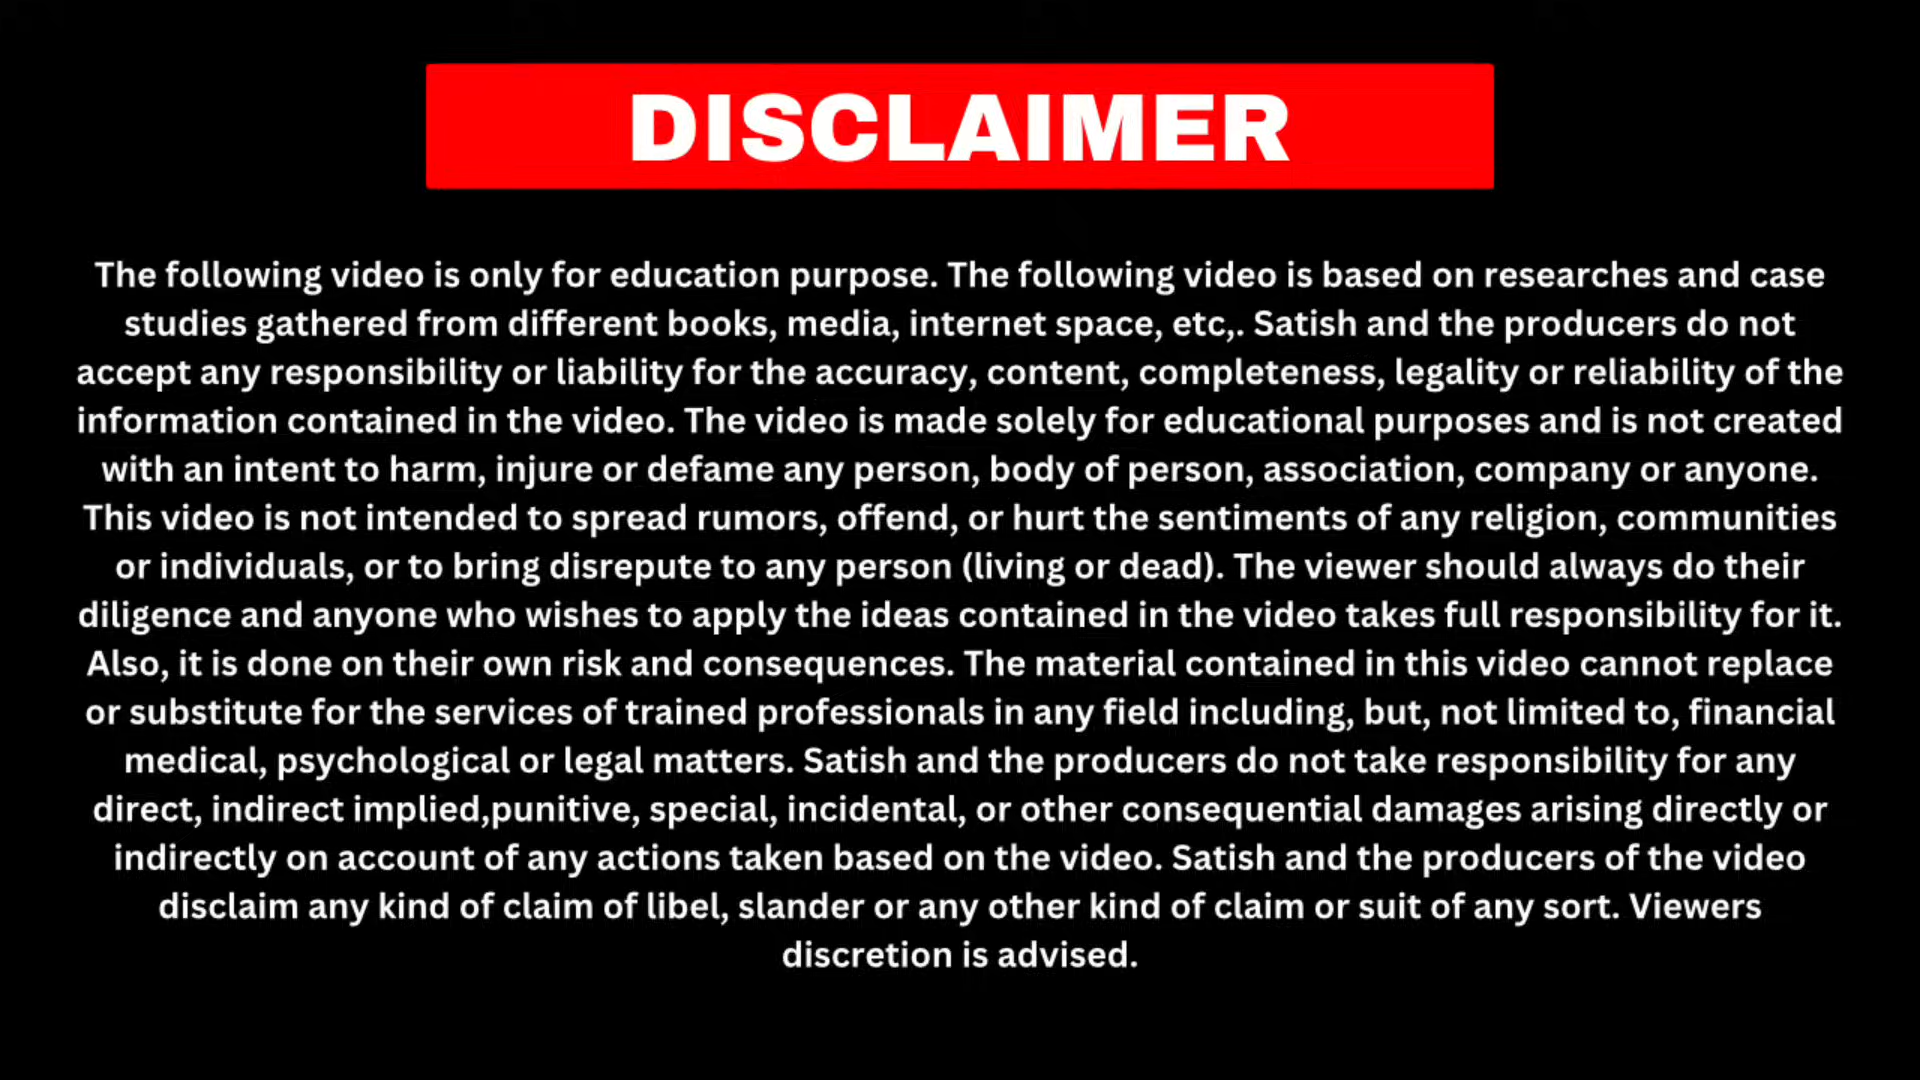 DISCLAIMER
The following video is only for education purpose. The following video is based on researches and case
studies gathered from different books, media, internet space, etc,. Satish and the producers do not
accept any responsibility or liability for the accuracy, content, completeness, legality or reliability of the
information contained in the video. The video is made solely for educational purposes and is not created
with an intent to harm, injure or defame any person, body of person, association, company or anyone.
This video is not intended to spread rumors, offend, or hurt the sentiments of any religion, communities
or individuals, or to bring disrepute to any person (living or dead). The viewer should always do their
diligence and anyone who wishes to apply the ideas contained in the video takes full responsibility for it.
Also, it is done on their own risk and consequences. The material contained in this video cannot replace
or substitute for the services of trained professionals in any field including, but, not limited to, financial
medical, psychological or legal matters. Satish and the producers do not take responsibility for any
direct, indirect implied,punitive, special, incidental, or other consequential damages arising directly or
indirectly on account of any actions taken based on the video. Satish and the producers of the video
disclaim any kind of claim of libel, slander or any other kind of claim or suit of any sort. Viewers
discretion is advised.